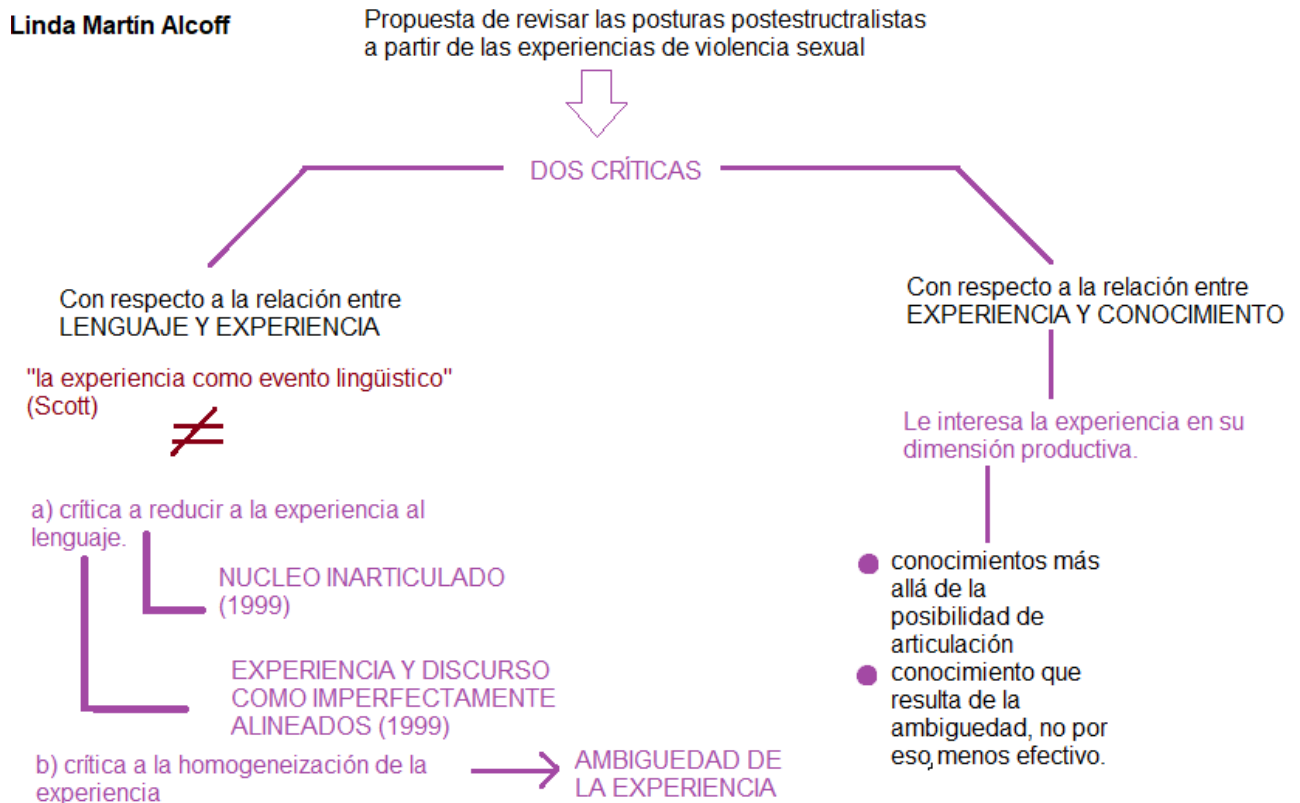 Linda Martín Alcoff
Propuesta de revisar las posturas postestructralistas
a partir de las experiencias de violencia sexual
DOS CRÍTICAS
Con respecto a la relación entre
LENGUAJE Y EXPERIENCIA
"la experiencia como evento lingüistico"
(Scott)
≠
a) crítica a reducir a la experiencia al
lenguaje.
NUCLEO INARTICULADO
(1999)
EXPERIENCIA Y DISCURSO
COMO IMPERFECTAMENTE
ALINEADOS (1999)
b) crítica a la homogeneización de la
experiencia
AMBIGUEDAD DE
LA EXPERIENCIA
Con respecto a la relación entre
EXPERIENCIA Y CONOCIMIENTO
Le interesa la experiencia en su
dimensión productiva.
conocimientos más
allá de la
posibilidad de
articulación
conocimiento que
resulta de la
ambiguedad, no por
eso, menos efectivo.